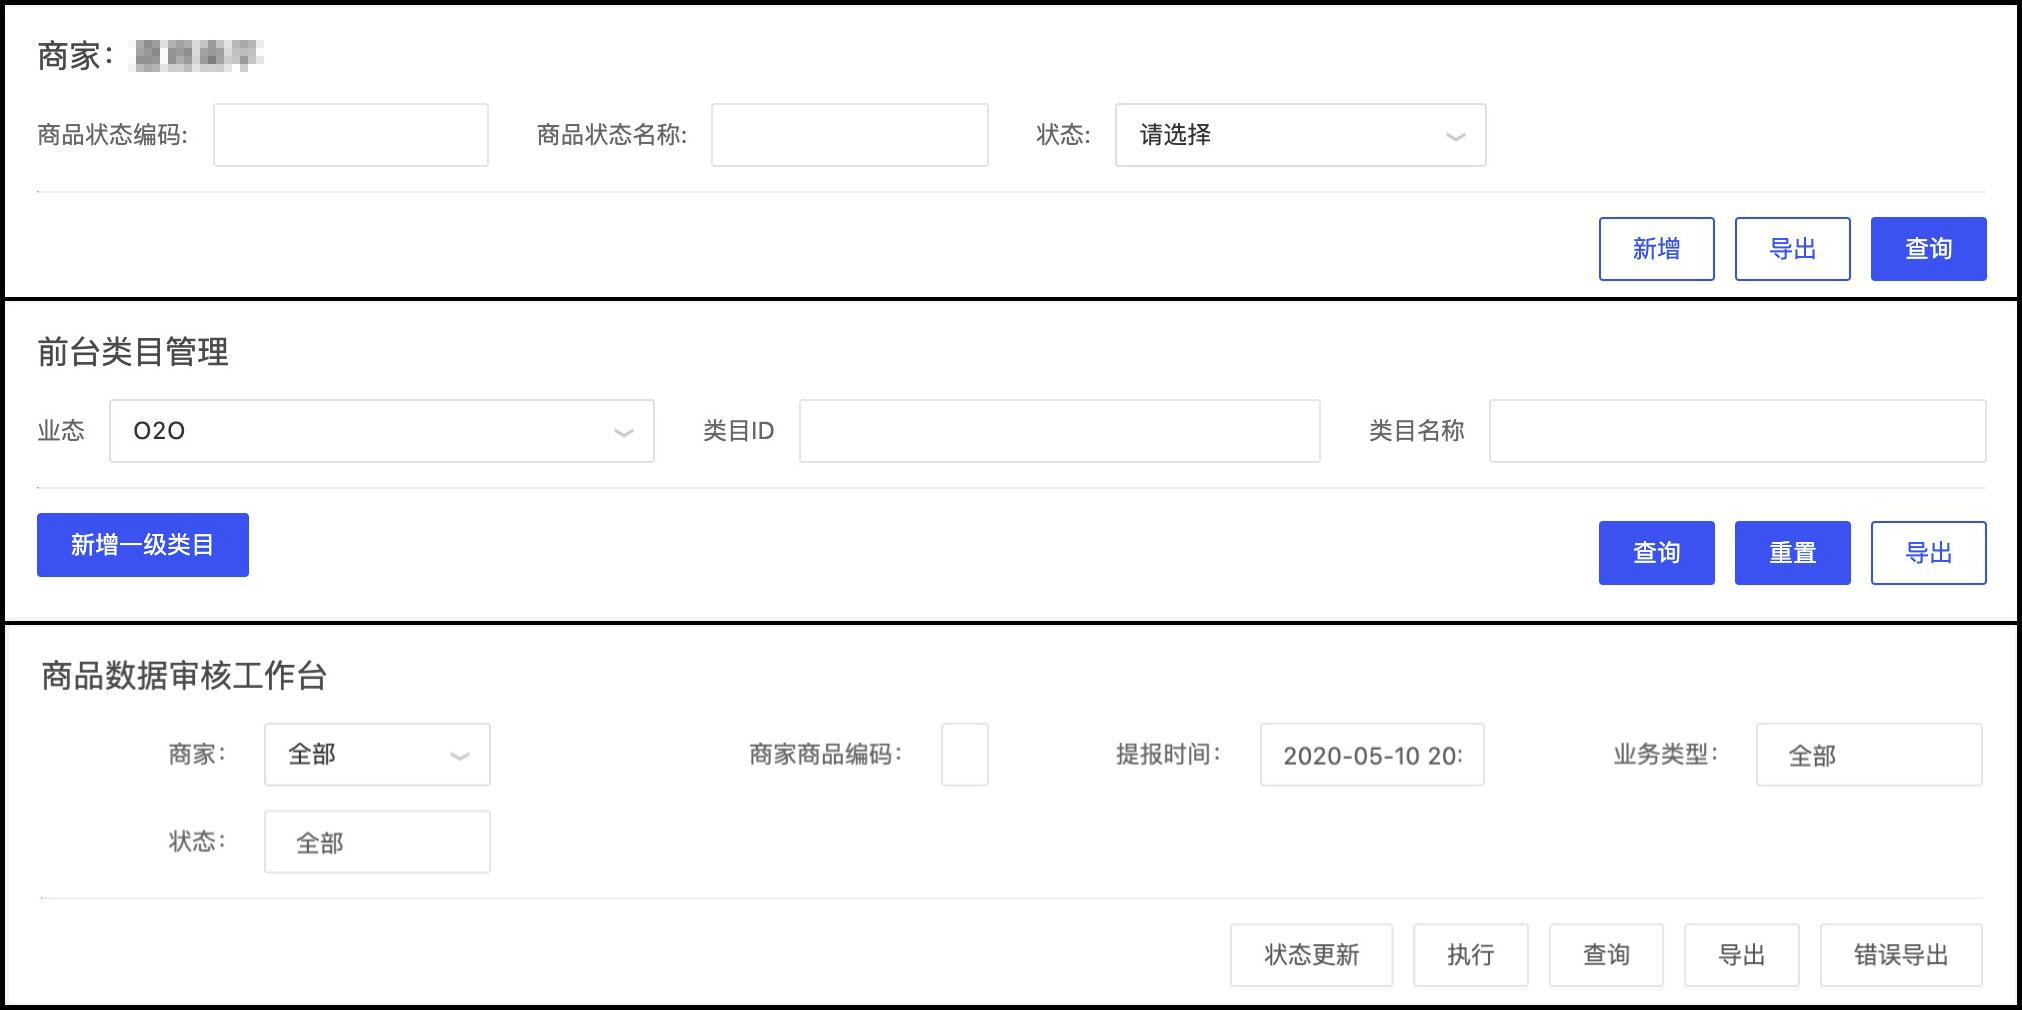 商家：
商品状态编码: 商品状态名称: 状态: 请选择
新增 导出 查询
前台类目管理
业态 O2O 类目ID 类目名称
新增一级类目 查询 重置 导出
商品数据审核工作台
商家： 全部 商家商品编码： 提报时间： 2020-05-10 20: 业务类型： 全部
状态： 全部
状态更新 执行 查询 导出 错误导出